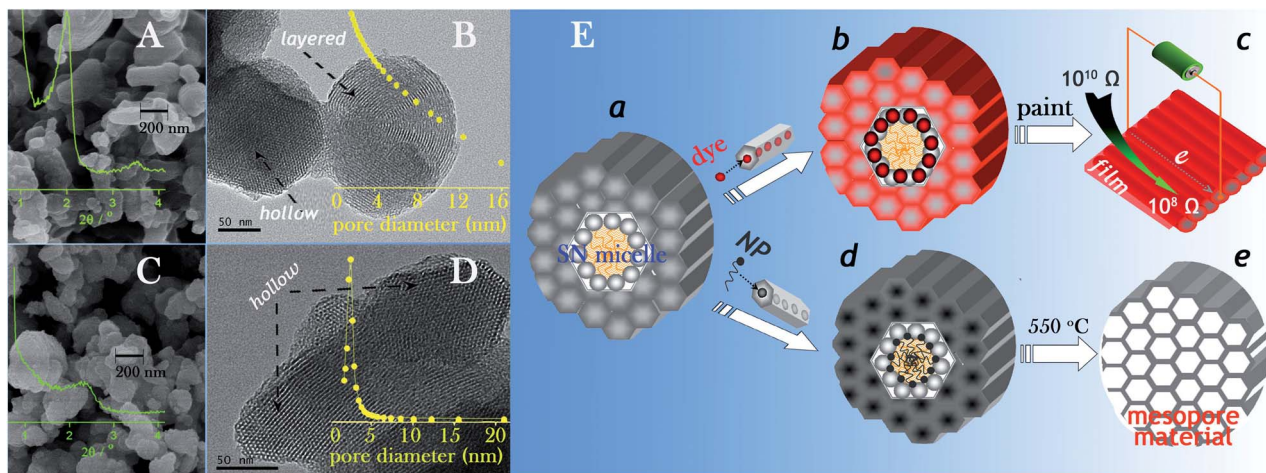 A
200 nm
1 2 3 4
2θ / °
B
layered
hollow
50 nm
0 4 8 12 16
pore diameter (nm)
C
200 nm
1 2 3 4
2θ / °
D
hollow
50 nm
0 5 10 15 20
pore diameter (nm)
E
a
SN micelle
dye
NP
b
paint
c
10¹⁰ Ω
e
film
10⁸ Ω
d
550 °C
e
mesopore
material